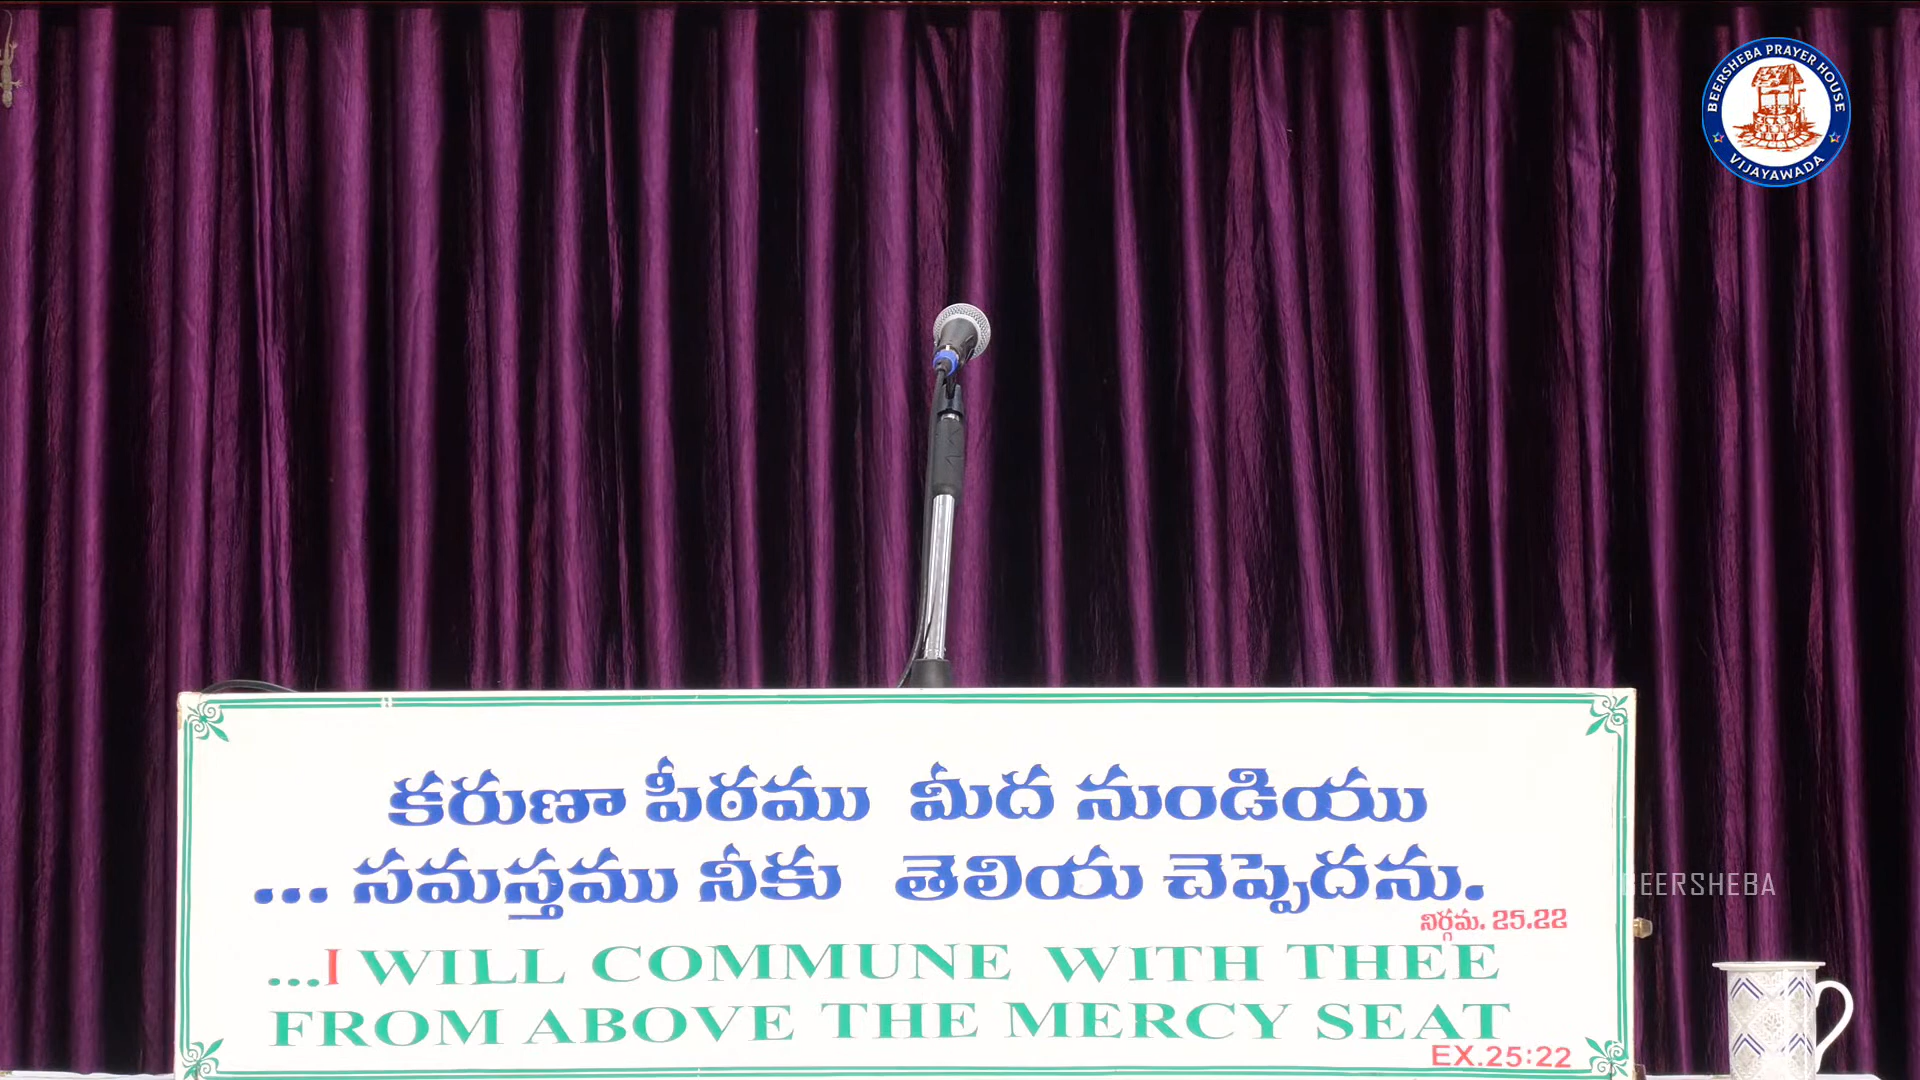 BEERSHEBA PRAYER HOUSE
VIJAYAWADA
కరుణా పీఠము మీద నుండియు
... సమస్తము నీకు తెలియ చెప్పెదను.
నిర్గమ. 25.22
...I WILL COMMUNE WITH THEE
FROM ABOVE THE MERCY SEAT
EX.25:22
BEERSHEBA